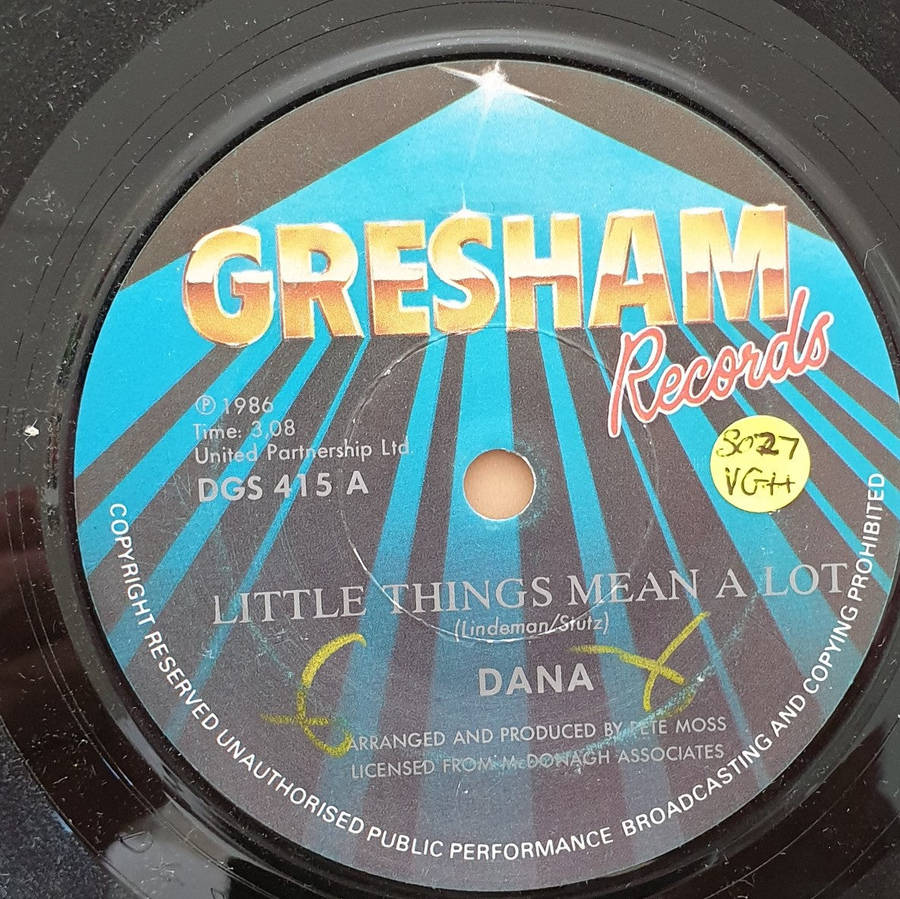 GRESHAM
Records
℗ 1986
Time: 3,08
United Partnership Ltd.
DGS 415 A
SO27
VG++
LITTLE THINGS MEAN A LOT
(Lindeman/Stutz)
DANA
ARRANGED AND PRODUCED BY PETE MOSS
LICENSED FROM McDONAGH ASSOCIATES
COPYRIGHT RESERVED UNAUTHORISED PUBLIC PERFORMANCE BROADCASTING AND COPYING PROHIBITED